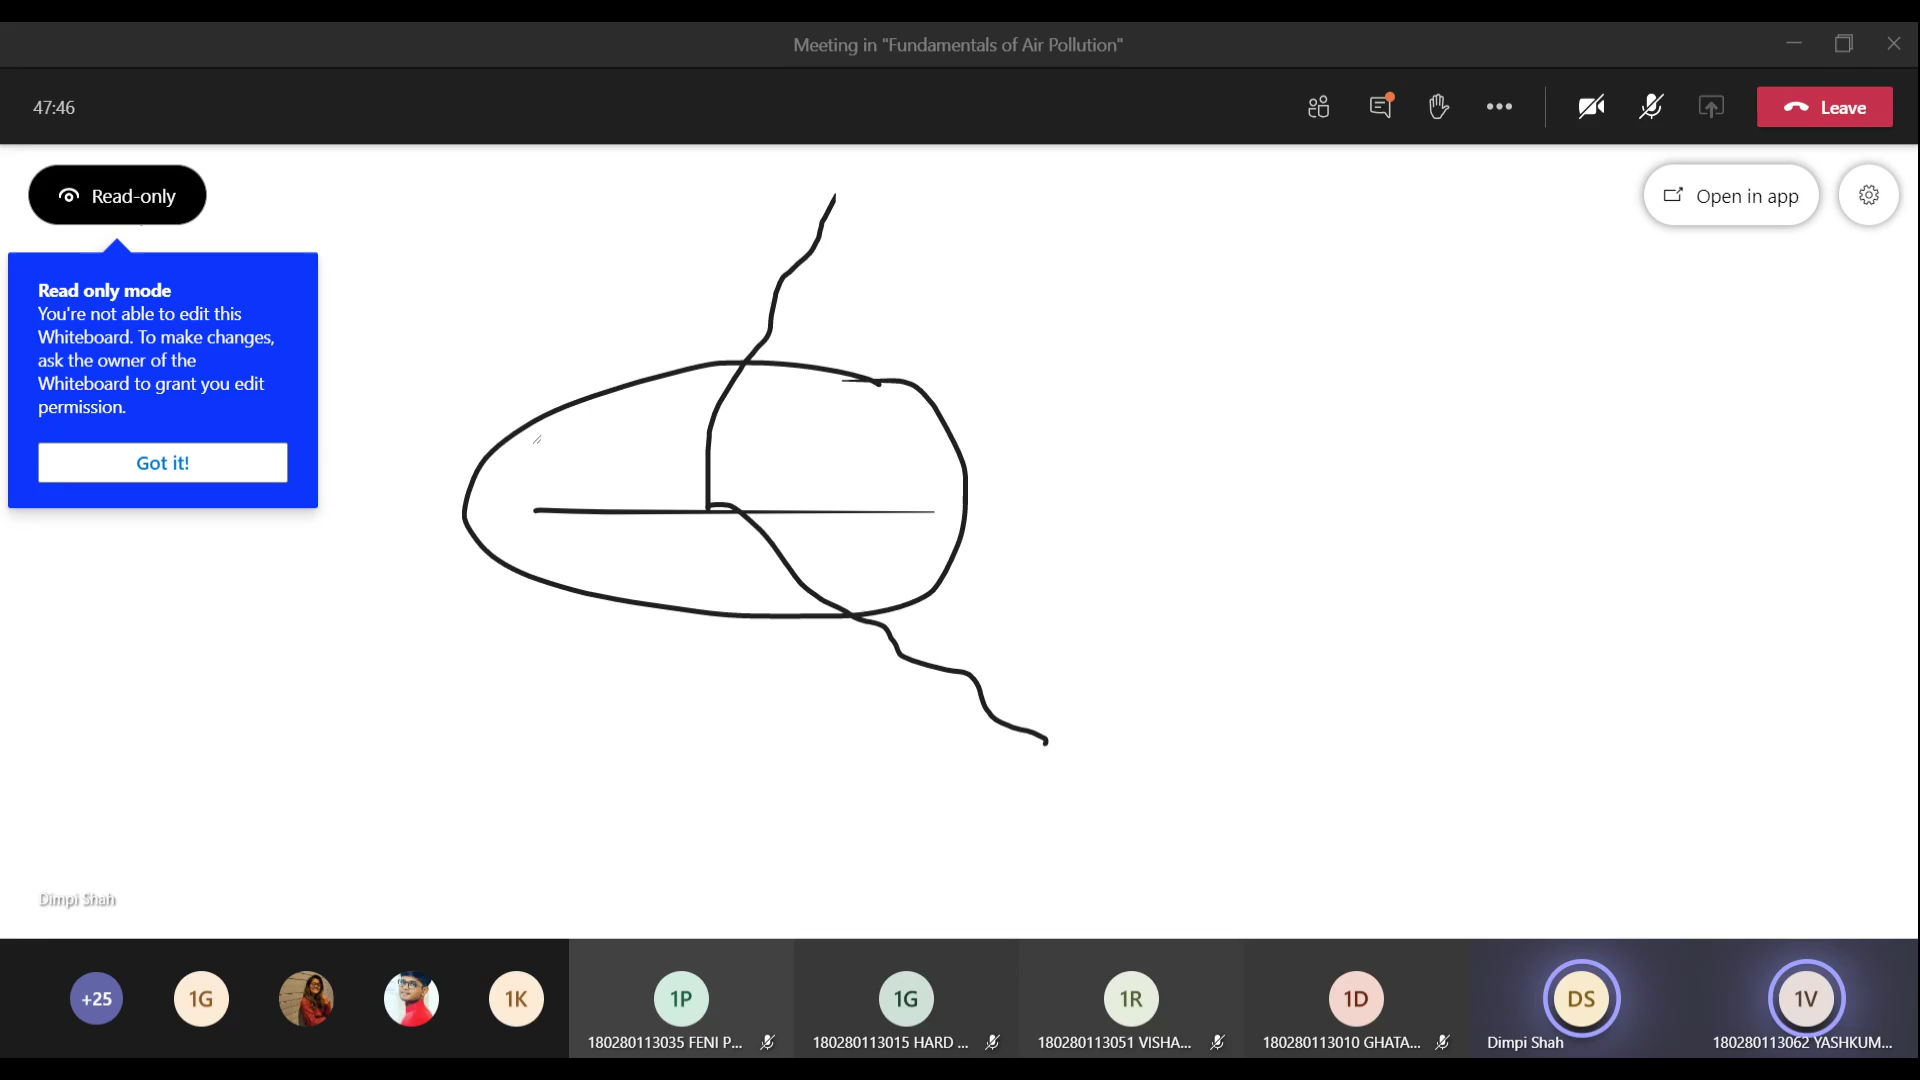 Meeting in "Fundamentals of Air Pollution"
47:46
Leave
Read-only
Open in app
Read only mode
You're not able to edit this
Whiteboard. To make changes,
ask the owner of the
Whiteboard to grant you edit
permission.
Got it!
Dimpi Shah
+25
1G
1K
1P
1G
1R
1D
DS
1V
180280113035 FENI P...
180280113015 HARD ...
180280113051 VISHA...
180280113010 GHATA...
Dimpi Shah
180280113062 YASHKUM...